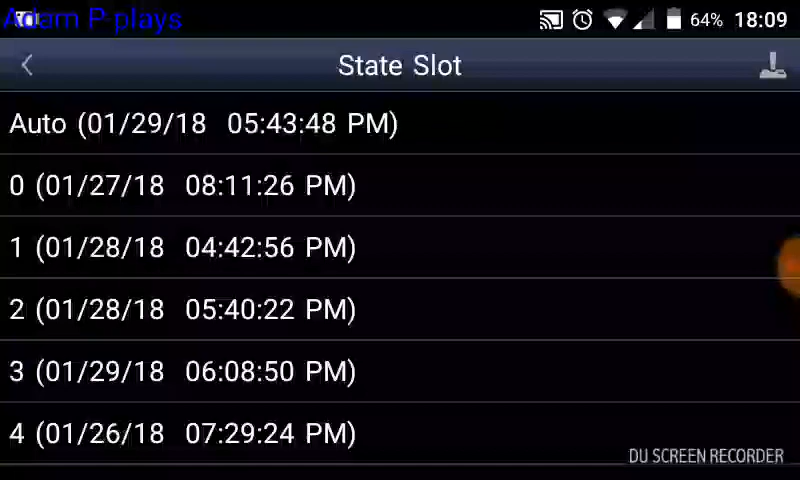 Adam P plays
64% 18:09
State Slot
Auto (01/29/18 05:43:48 PM)
0 (01/27/18 08:11:26 PM)
1 (01/28/18 04:42:56 PM)
2 (01/28/18 05:40:22 PM)
3 (01/29/18 06:08:50 PM)
4 (01/26/18 07:29:24 PM)
DU SCREEN RECORDER